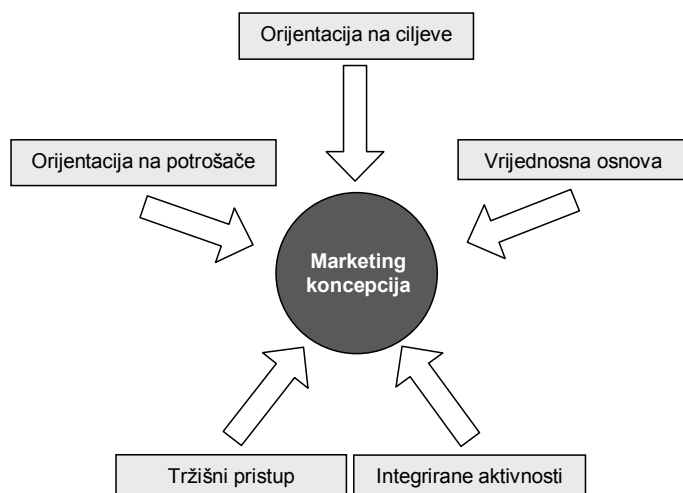 Orijentacija na ciljeve
Orijentacija na potrošače
Vrijednosna osnova
Marketing
koncepcija
Tržišni pristup
Integrirane aktivnosti